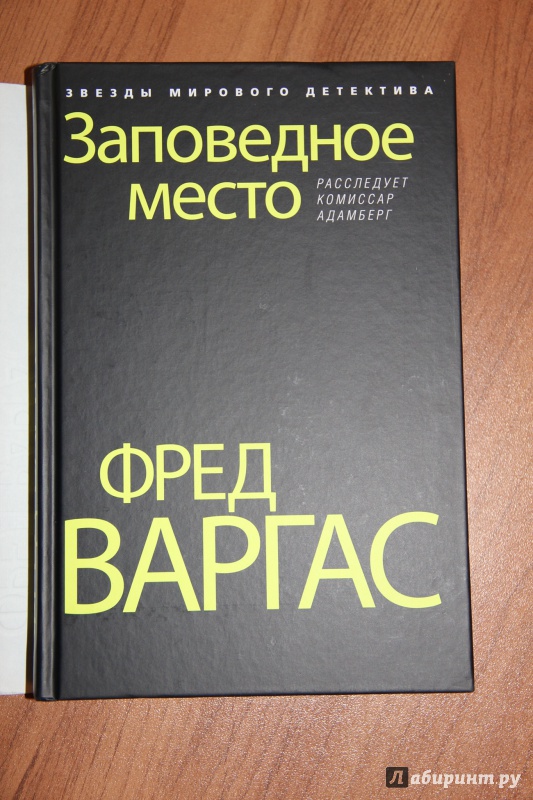 ЗВЕЗДЫ МИРОВОГО ДЕТЕКТИВА
Заповедное
место
РАССЛЕДУЕТ
КОМИССАР
АДАМБЕРГ
ФРЕД
ВАРГАС
Лабиринт.ру